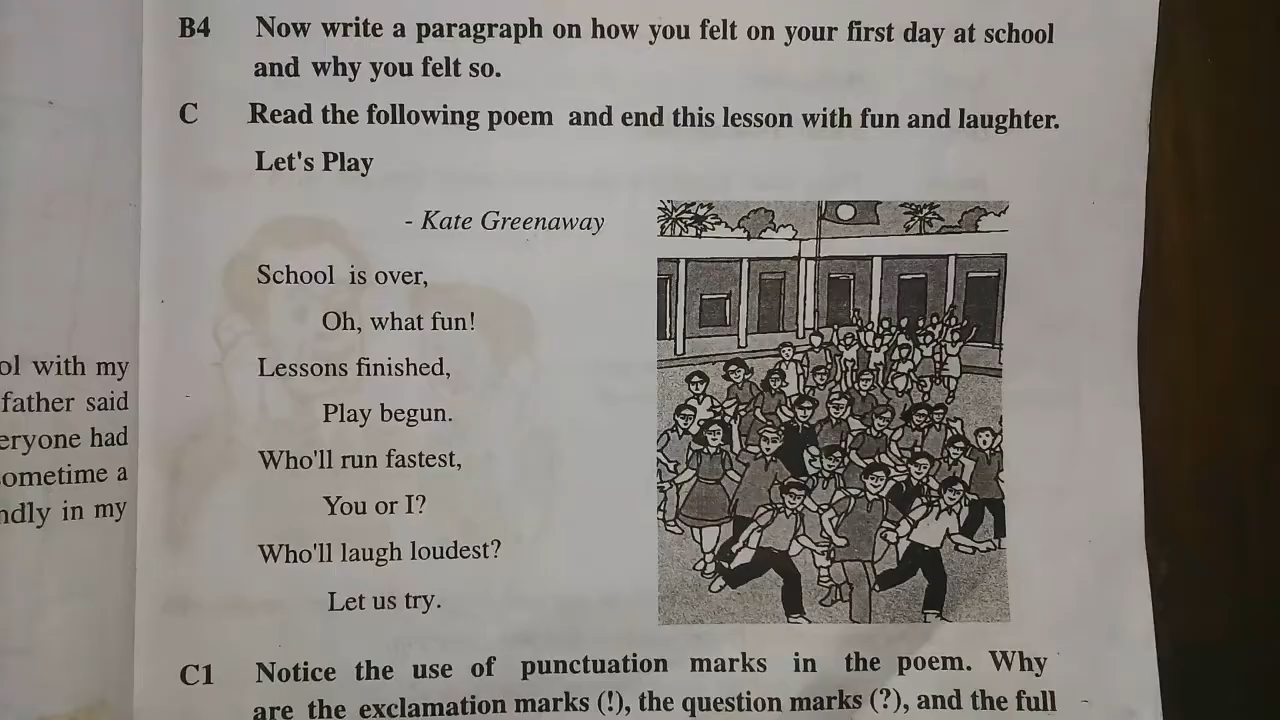 B4 Now write a paragraph on how you felt on your first day at school
and why you felt so.
C Read the following poem and end this lesson with fun and laughter.
Let's Play
- Kate Greenaway
School is over,
Oh, what fun!
Lessons finished,
Play begun.
Who'll run fastest,
You or I?
Who'll laugh loudest?
Let us try.
C1 Notice the use of punctuation marks in the poem. Why
are the exclamation marks (!), the question marks (?), and the full
ol with my
father said
eryone had
ometime a
ndly in my